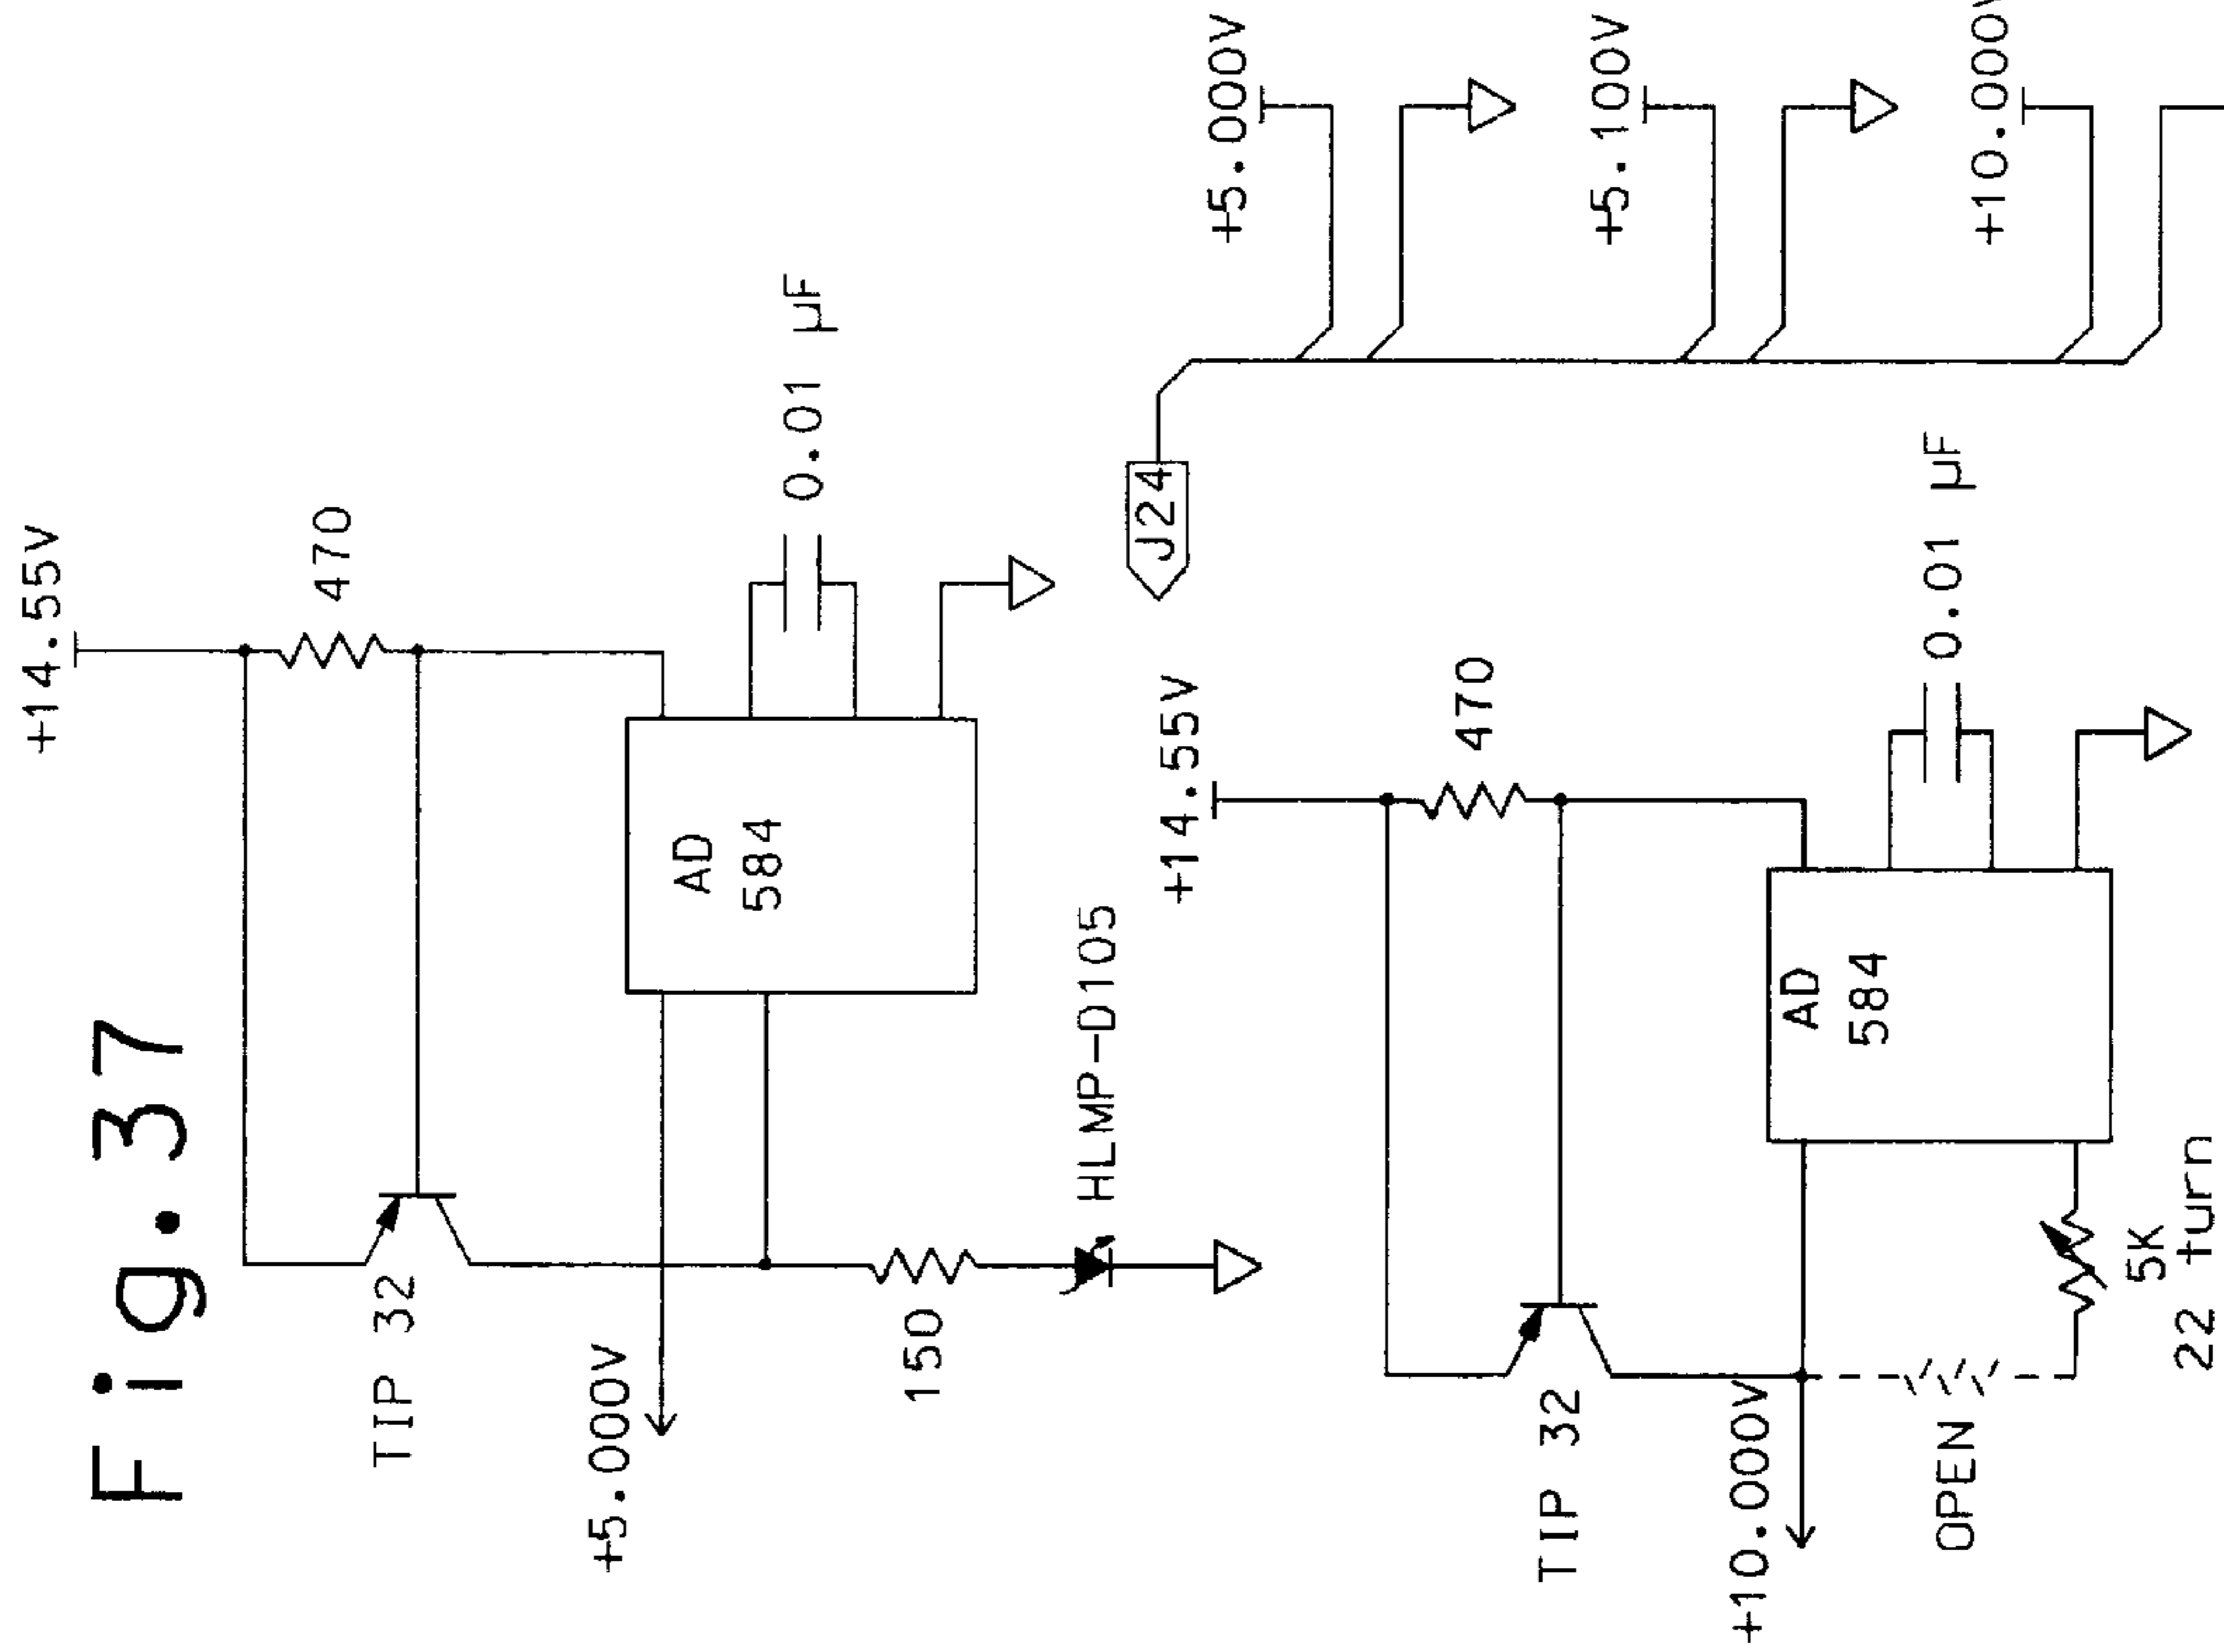 Fig.37
+14.55V
470
TIP 32
0.01 µF
AD
584
+5.000V
150
HLMP-D105
+14.55V
470
TIP 32
0.01 µF
AD
584
+10.000V
OPEN
5K
22 turn
J24
+5.000V
+5.100V
+10.000V